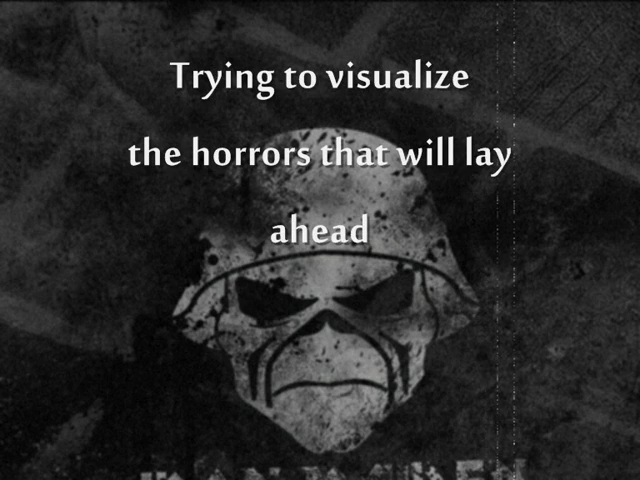 Trying to visualize
the horrors that will lay
ahead